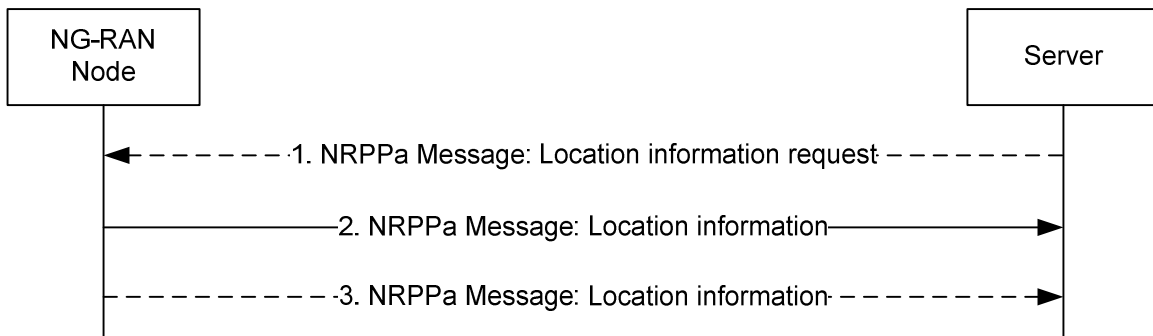 NG-RAN
Node
Server
1. NRPPa Message: Location information request
2. NRPPa Message: Location information
3. NRPPa Message: Location information